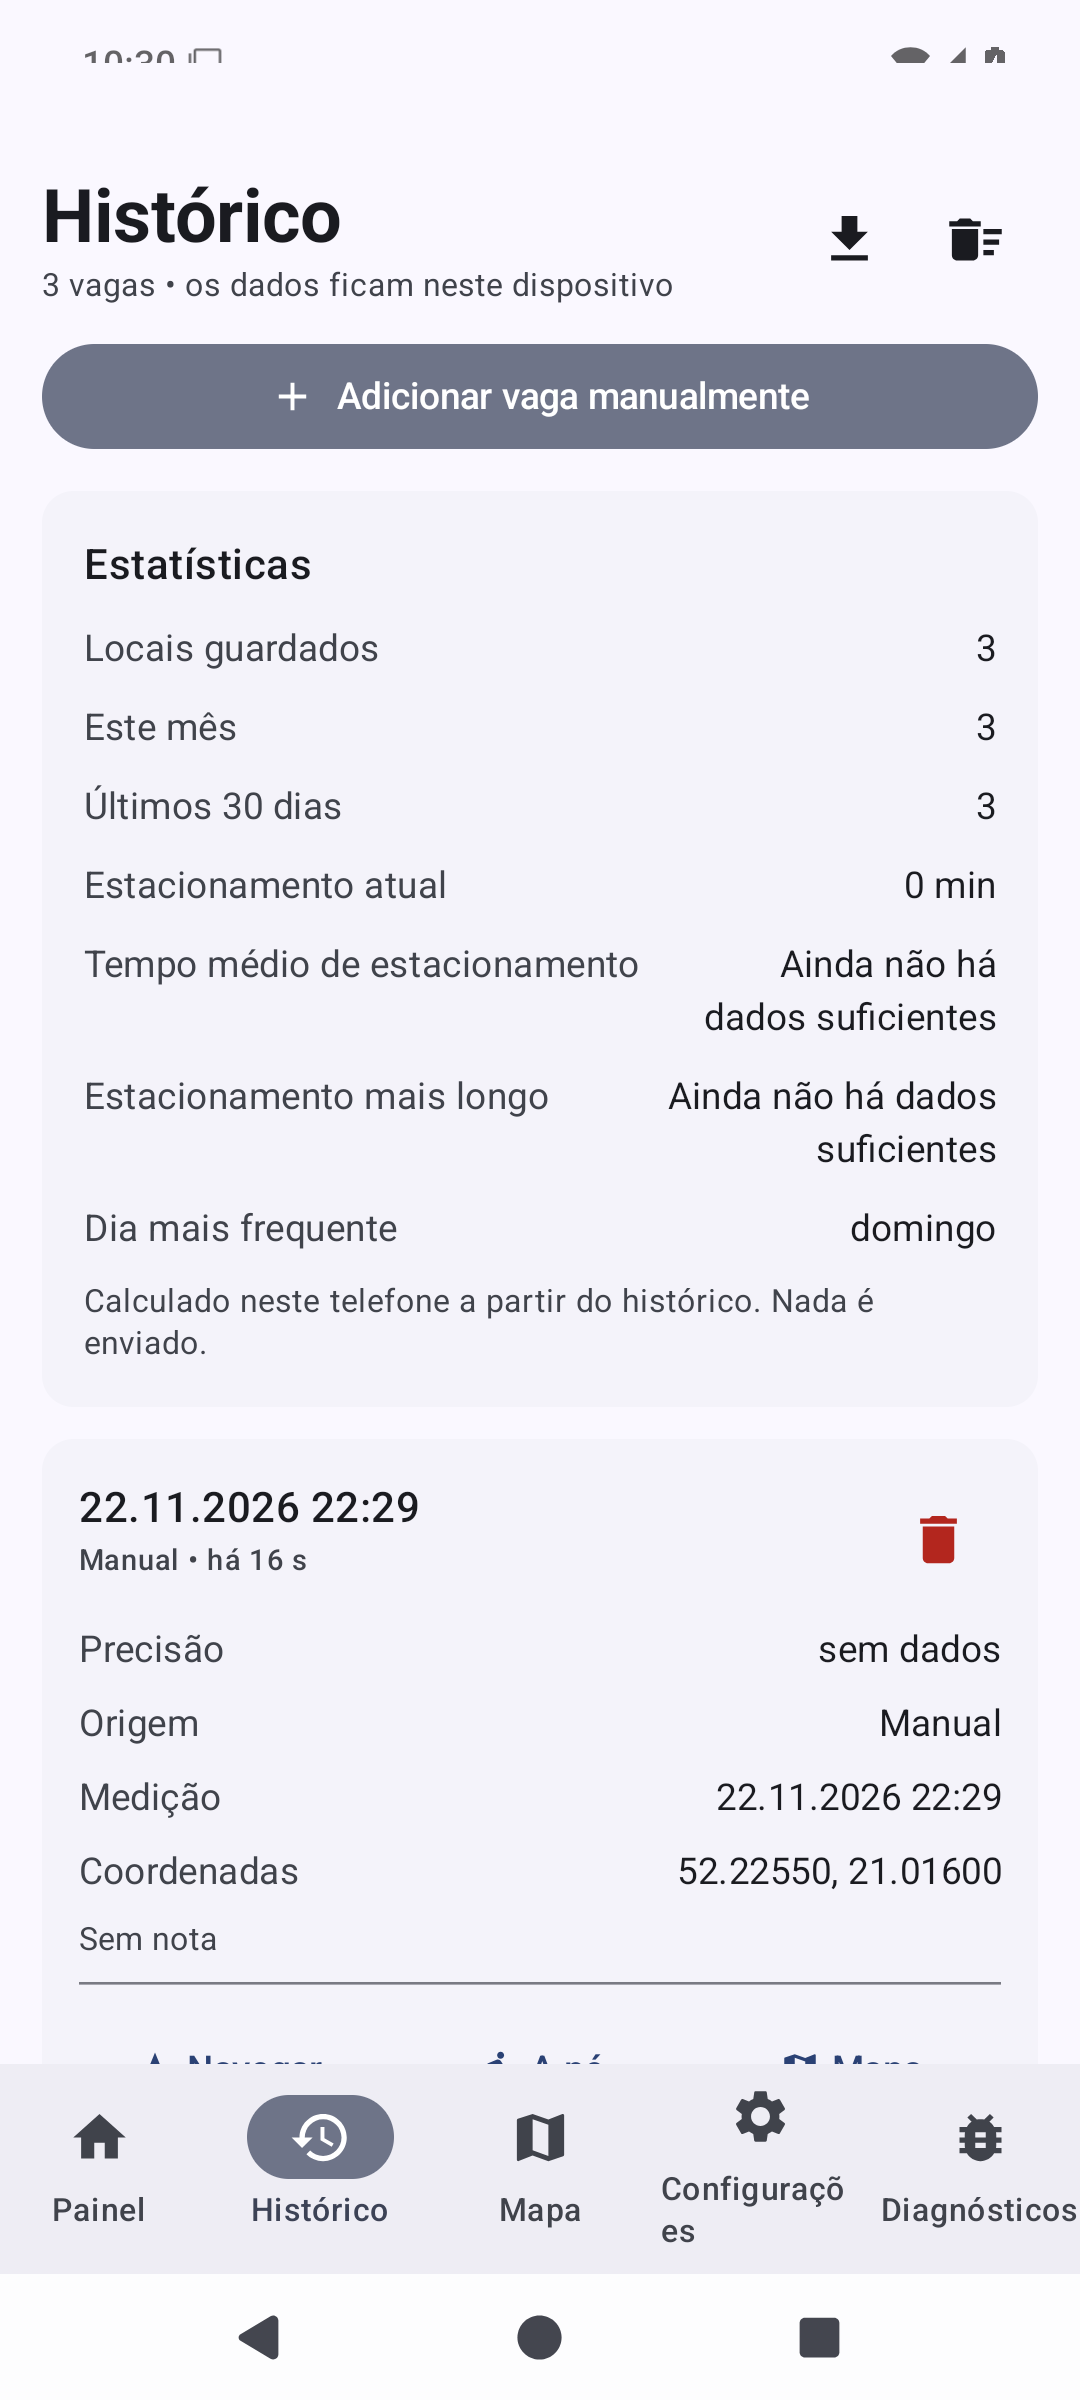 Histórico
3 vagas • os dados ficam neste dispositivo
Adicionar vaga manualmente
Estatísticas
Locais guardados 3
Este mês 3
Últimos 30 dias 3
Estacionamento atual 0 min
Tempo médio de estacionamento Ainda não há
dados suficientes
Estacionamento mais longo Ainda não há dados
suficientes
Dia mais frequente domingo
Calculado neste telefone a partir do histórico. Nada é
enviado.
22.11.2026 22:29
Manual • há 16 s
Precisão sem dados
Origem Manual
Medição 22.11.2026 22:29
Coordenadas 52.22550, 21.01600
Sem nota
Painel
Histórico
Mapa
Configuraçõ
es
Diagnósticos